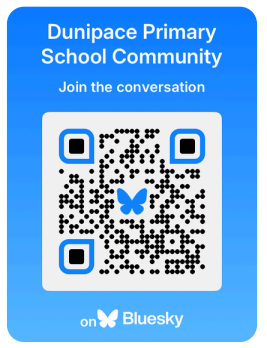 Dunipace Primary
School Community
Join the conversation
on Bluesky